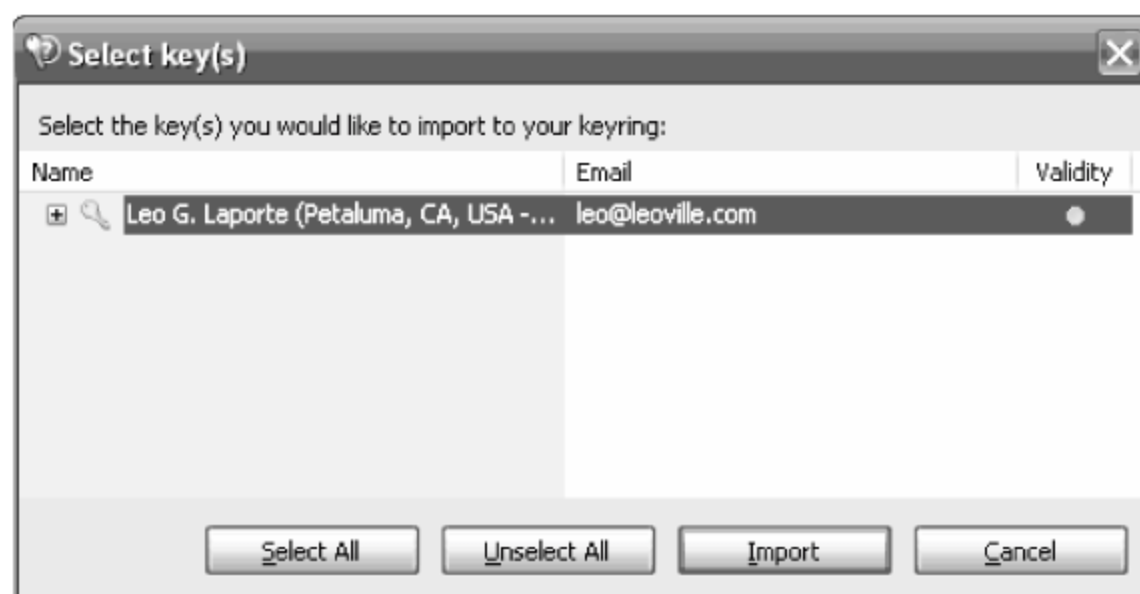 Select key(s)
Select the key(s) you would like to import to your keyring:
Name Email Validity
Leo G. Laporte (Petaluma, CA, USA -... leo@leoville.com
Select All Unselect All Import Cancel